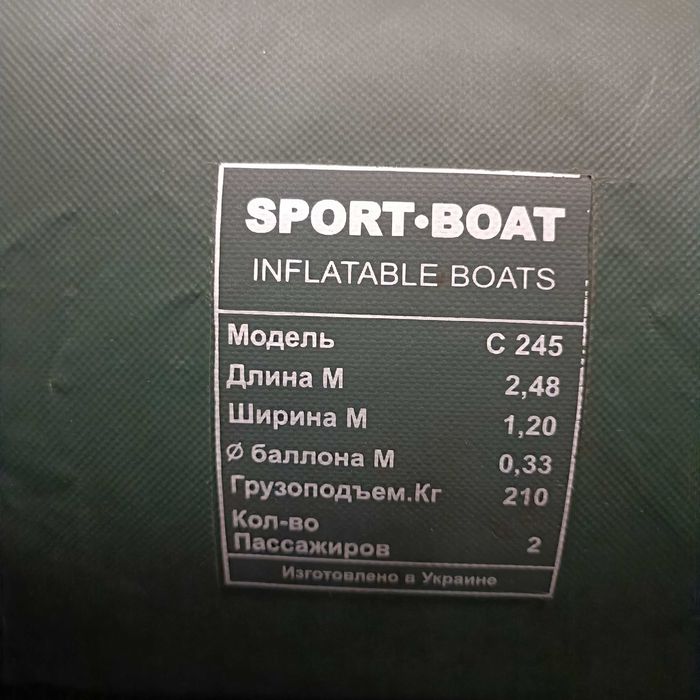 SPORT·BOAT
INFLATABLE BOATS
Модель С 245
Длина М 2,48
Ширина М 1,20
Ø баллона М 0,33
Грузоподъем.Кг 210
Кол-во
Пассажиров 2
Изготовлено в Украине